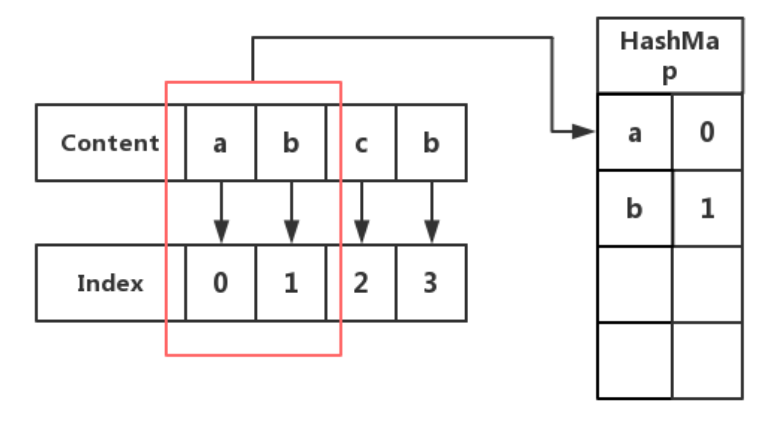 HashMa
p
Content a b c b
a 0
b 1
Index 0 1 2 3